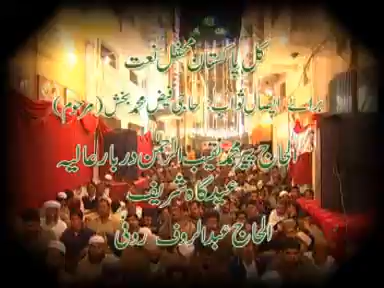 کل پاکستان محفل نعت
برائے ایصال ثواب: حاجی فیض محمد بخش (مرحوم)
الحاج پیر محمد نقیب الرحمٰن دربار عالیہ
عیدگاہ شریف
الحاج عبدالروف روفی